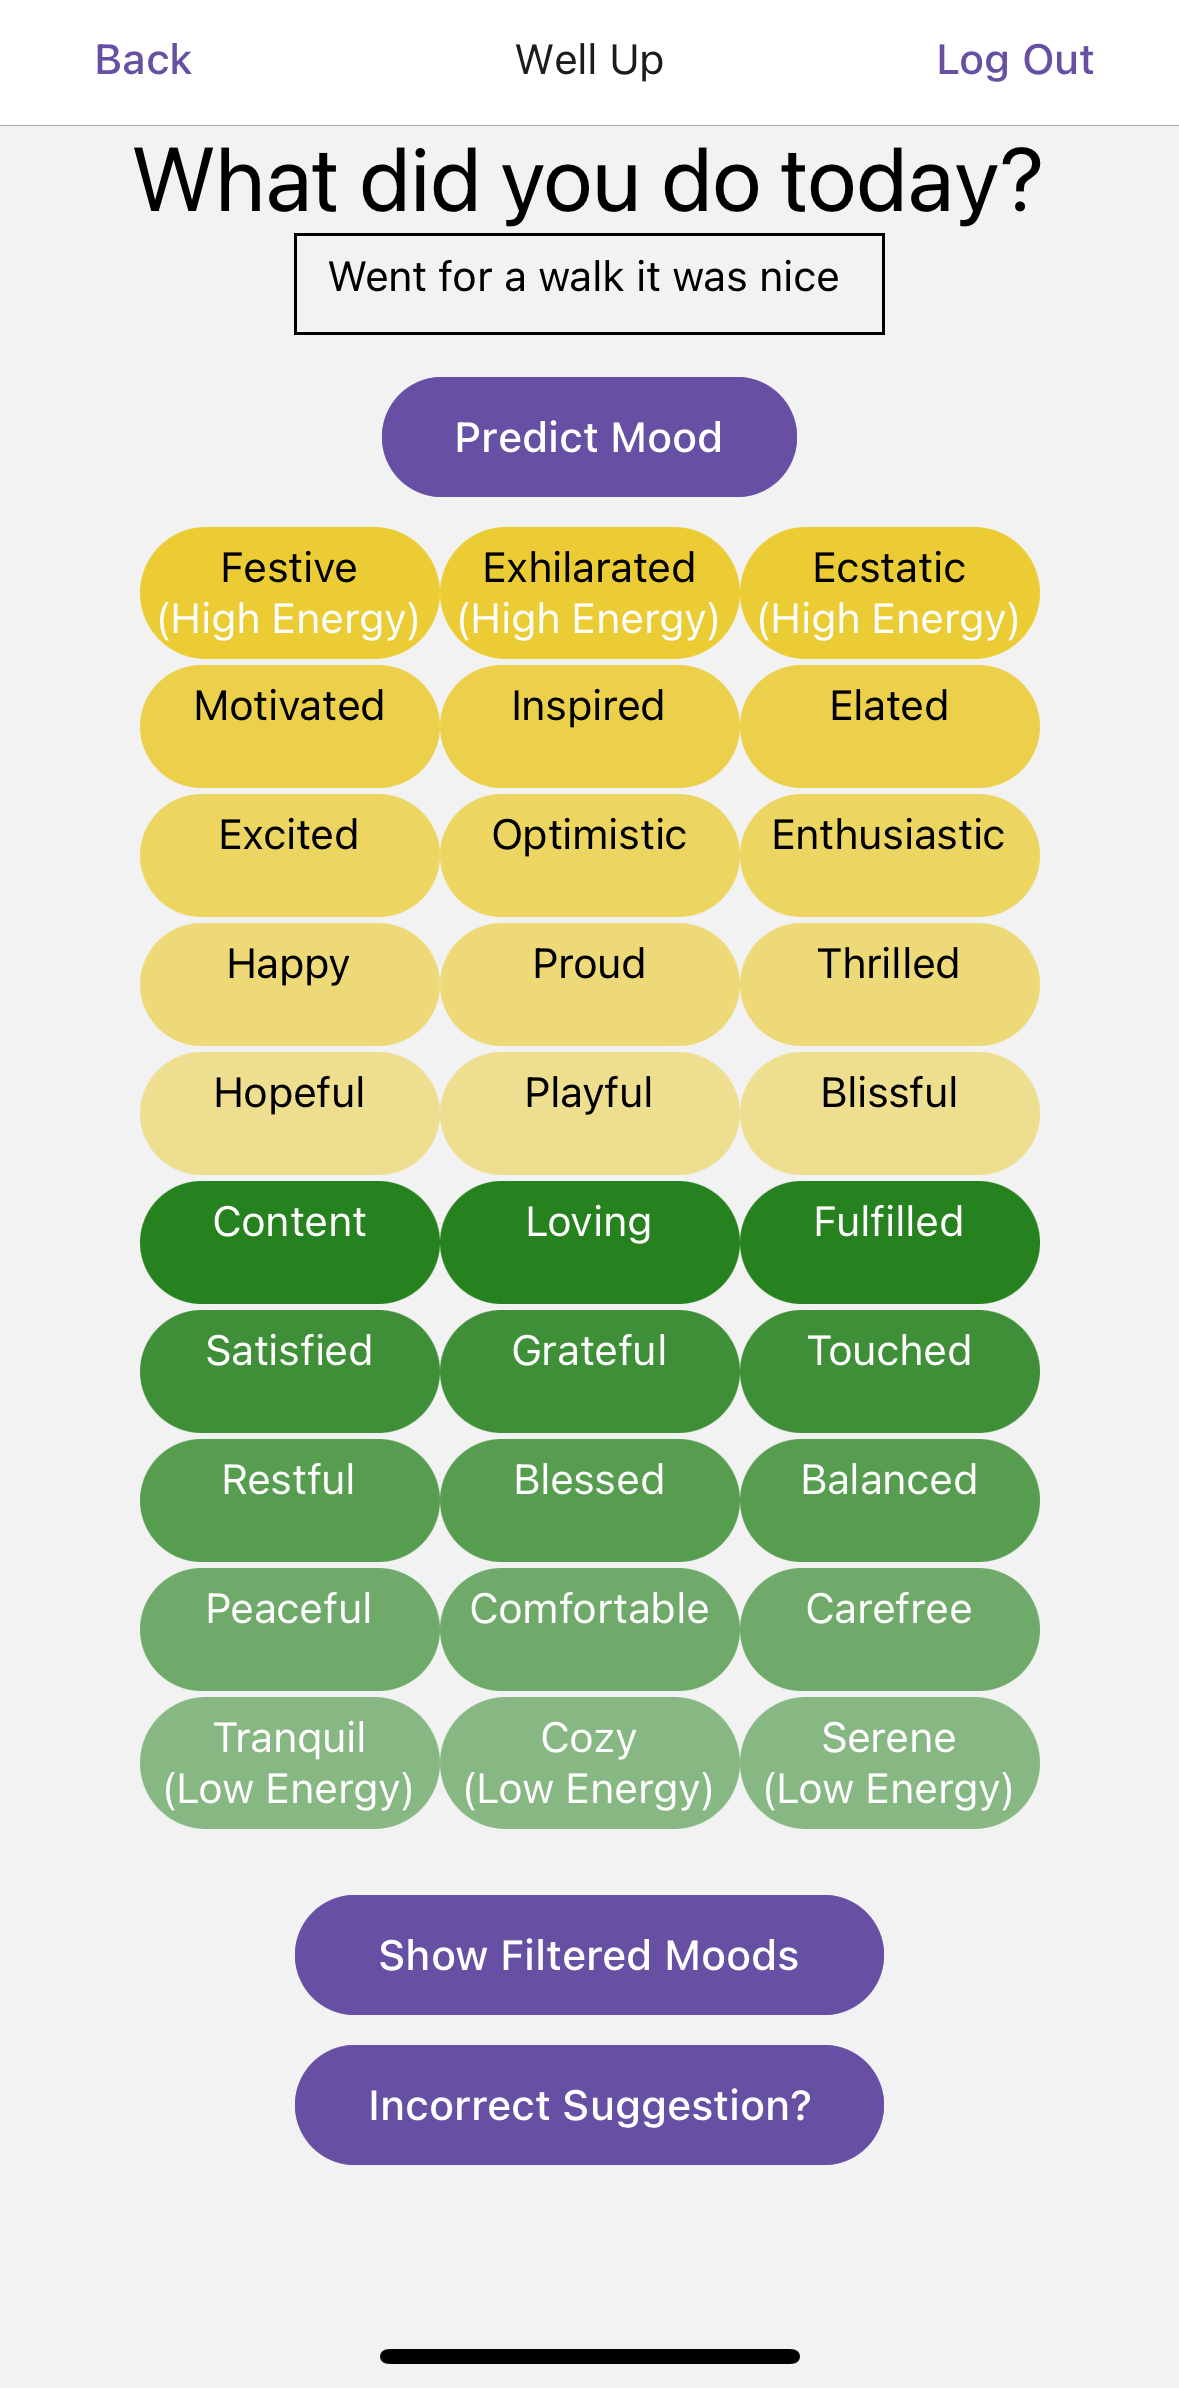 Back Well Up Log Out
What did you do today?
Went for a walk it was nice
Predict Mood
Festive Exhilarated Ecstatic
(High Energy) (High Energy) (High Energy)
Motivated Inspired Elated
Excited Optimistic Enthusiastic
Happy Proud Thrilled
Hopeful Playful Blissful
Content Loving Fulfilled
Satisfied Grateful Touched
Restful Blessed Balanced
Peaceful Comfortable Carefree
Tranquil Cozy Serene
(Low Energy) (Low Energy) (Low Energy)
Show Filtered Moods
Incorrect Suggestion?